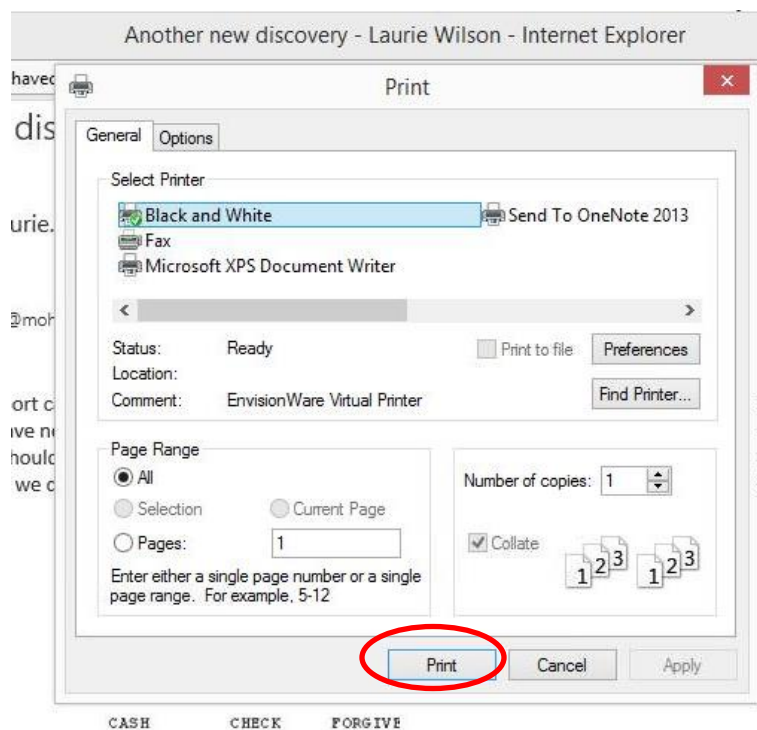 Another new discovery - Laurie Wilson - Internet Explorer
haved
Print
dis
General Options
Select Printer
Black and White Send To OneNote 2013
urie.
Fax
Microsoft XPS Document Writer
@moh
Status: Ready Print to file Preferences
Location:
ort c
Comment: EnvisionWare Virtual Printer Find Printer...
ave
Page Range
All
Number of copies: 1
we
Selection Current Page
Pages: 1 Collate
Enter either a single page number or a single
page range. For example, 5-12
1 2 3 1 2 3
Print Cancel Apply
CASH CHECK FORGIVE